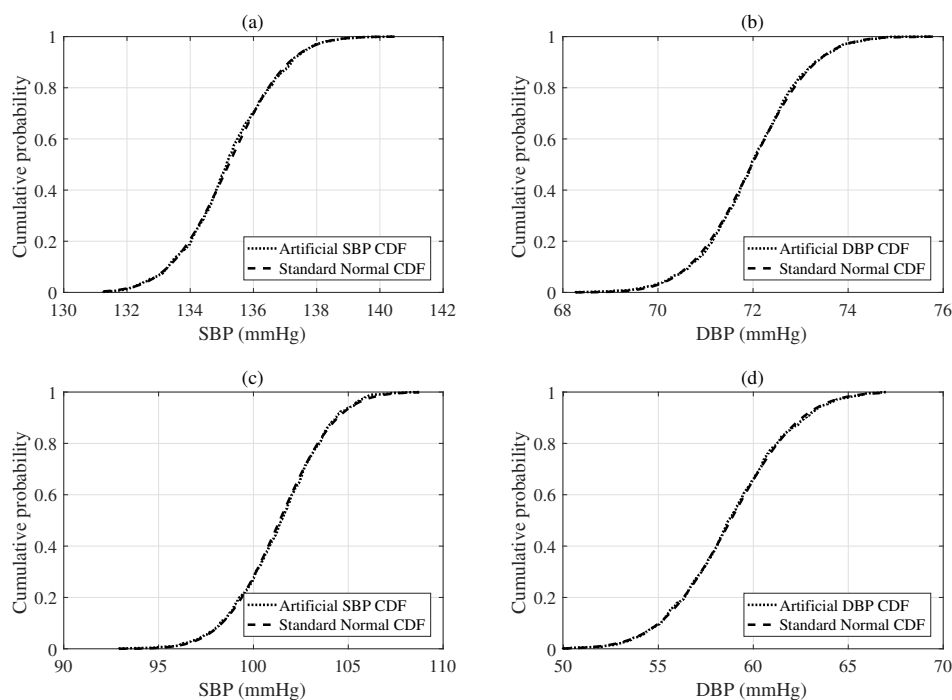 (a)
1
0.8
0.6
0.4
0.2
0
Cumulative probability
Artificial SBP CDF
Standard Normal CDF
130 132 134 136 138 140 142
SBP (mmHg)
(b)
1
0.8
0.6
0.4
0.2
0
Cumulative probability
Artificial DBP CDF
Standard Normal CDF
68 70 72 74 76
DBP (mmHg)
(c)
1
0.8
0.6
0.4
0.2
0
Cumulative probability
Artificial SBP CDF
Standard Normal CDF
90 95 100 105 110
SBP (mmHg)
(d)
1
0.8
0.6
0.4
0.2
0
Cumulative probability
Artificial DBP CDF
Standard Normal CDF
50 55 60 65 70
DBP (mmHg)